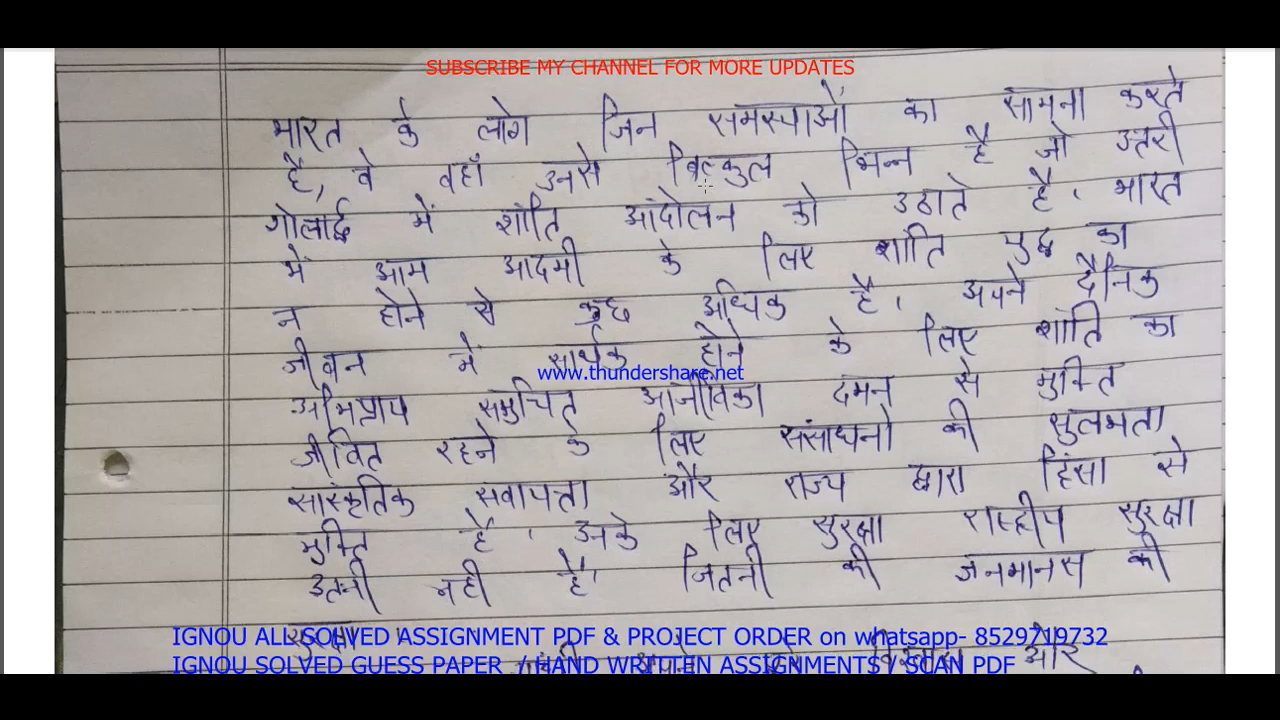 SUBSCRIBE MY CHANNEL FOR MORE UPDATES
भारत के लोग जिन समस्याओं का सामना करते
है, वे वहाँ उनसे बिल्कुल भिन्न है जो उत्तरी
गोलार्द्ध में शांति आंदोलन को उठाते है। भारत
में आम आदमी के लिए शांति युद्ध का
न होने से कुछ अधिक है। अपने दैनिक
जीवन में सार्थक होने के लिए शांति का
www.thundershare.net
अभिप्राय समुचित आजीविका दमन से मुक्ति
जीवित रहने के लिए संसाधनो की सुलभता
सांस्कृतिक सवायत्ता और राज्य द्वारा हिंसा से
मुक्ति है। उनके लिए सुरक्षा राष्ट्रीय सुरक्षा
उतनी नही है। जितनी की जनमानस की
सुरक्षा
IGNOU ALL SOLVED ASSIGNMENT PDF & PROJECT ORDER on whatsapp- 8529719732
और
IGNOU SOLVED GUESS PAPER / HAND WRITTEN ASSIGNMENTS / SCAN PDF